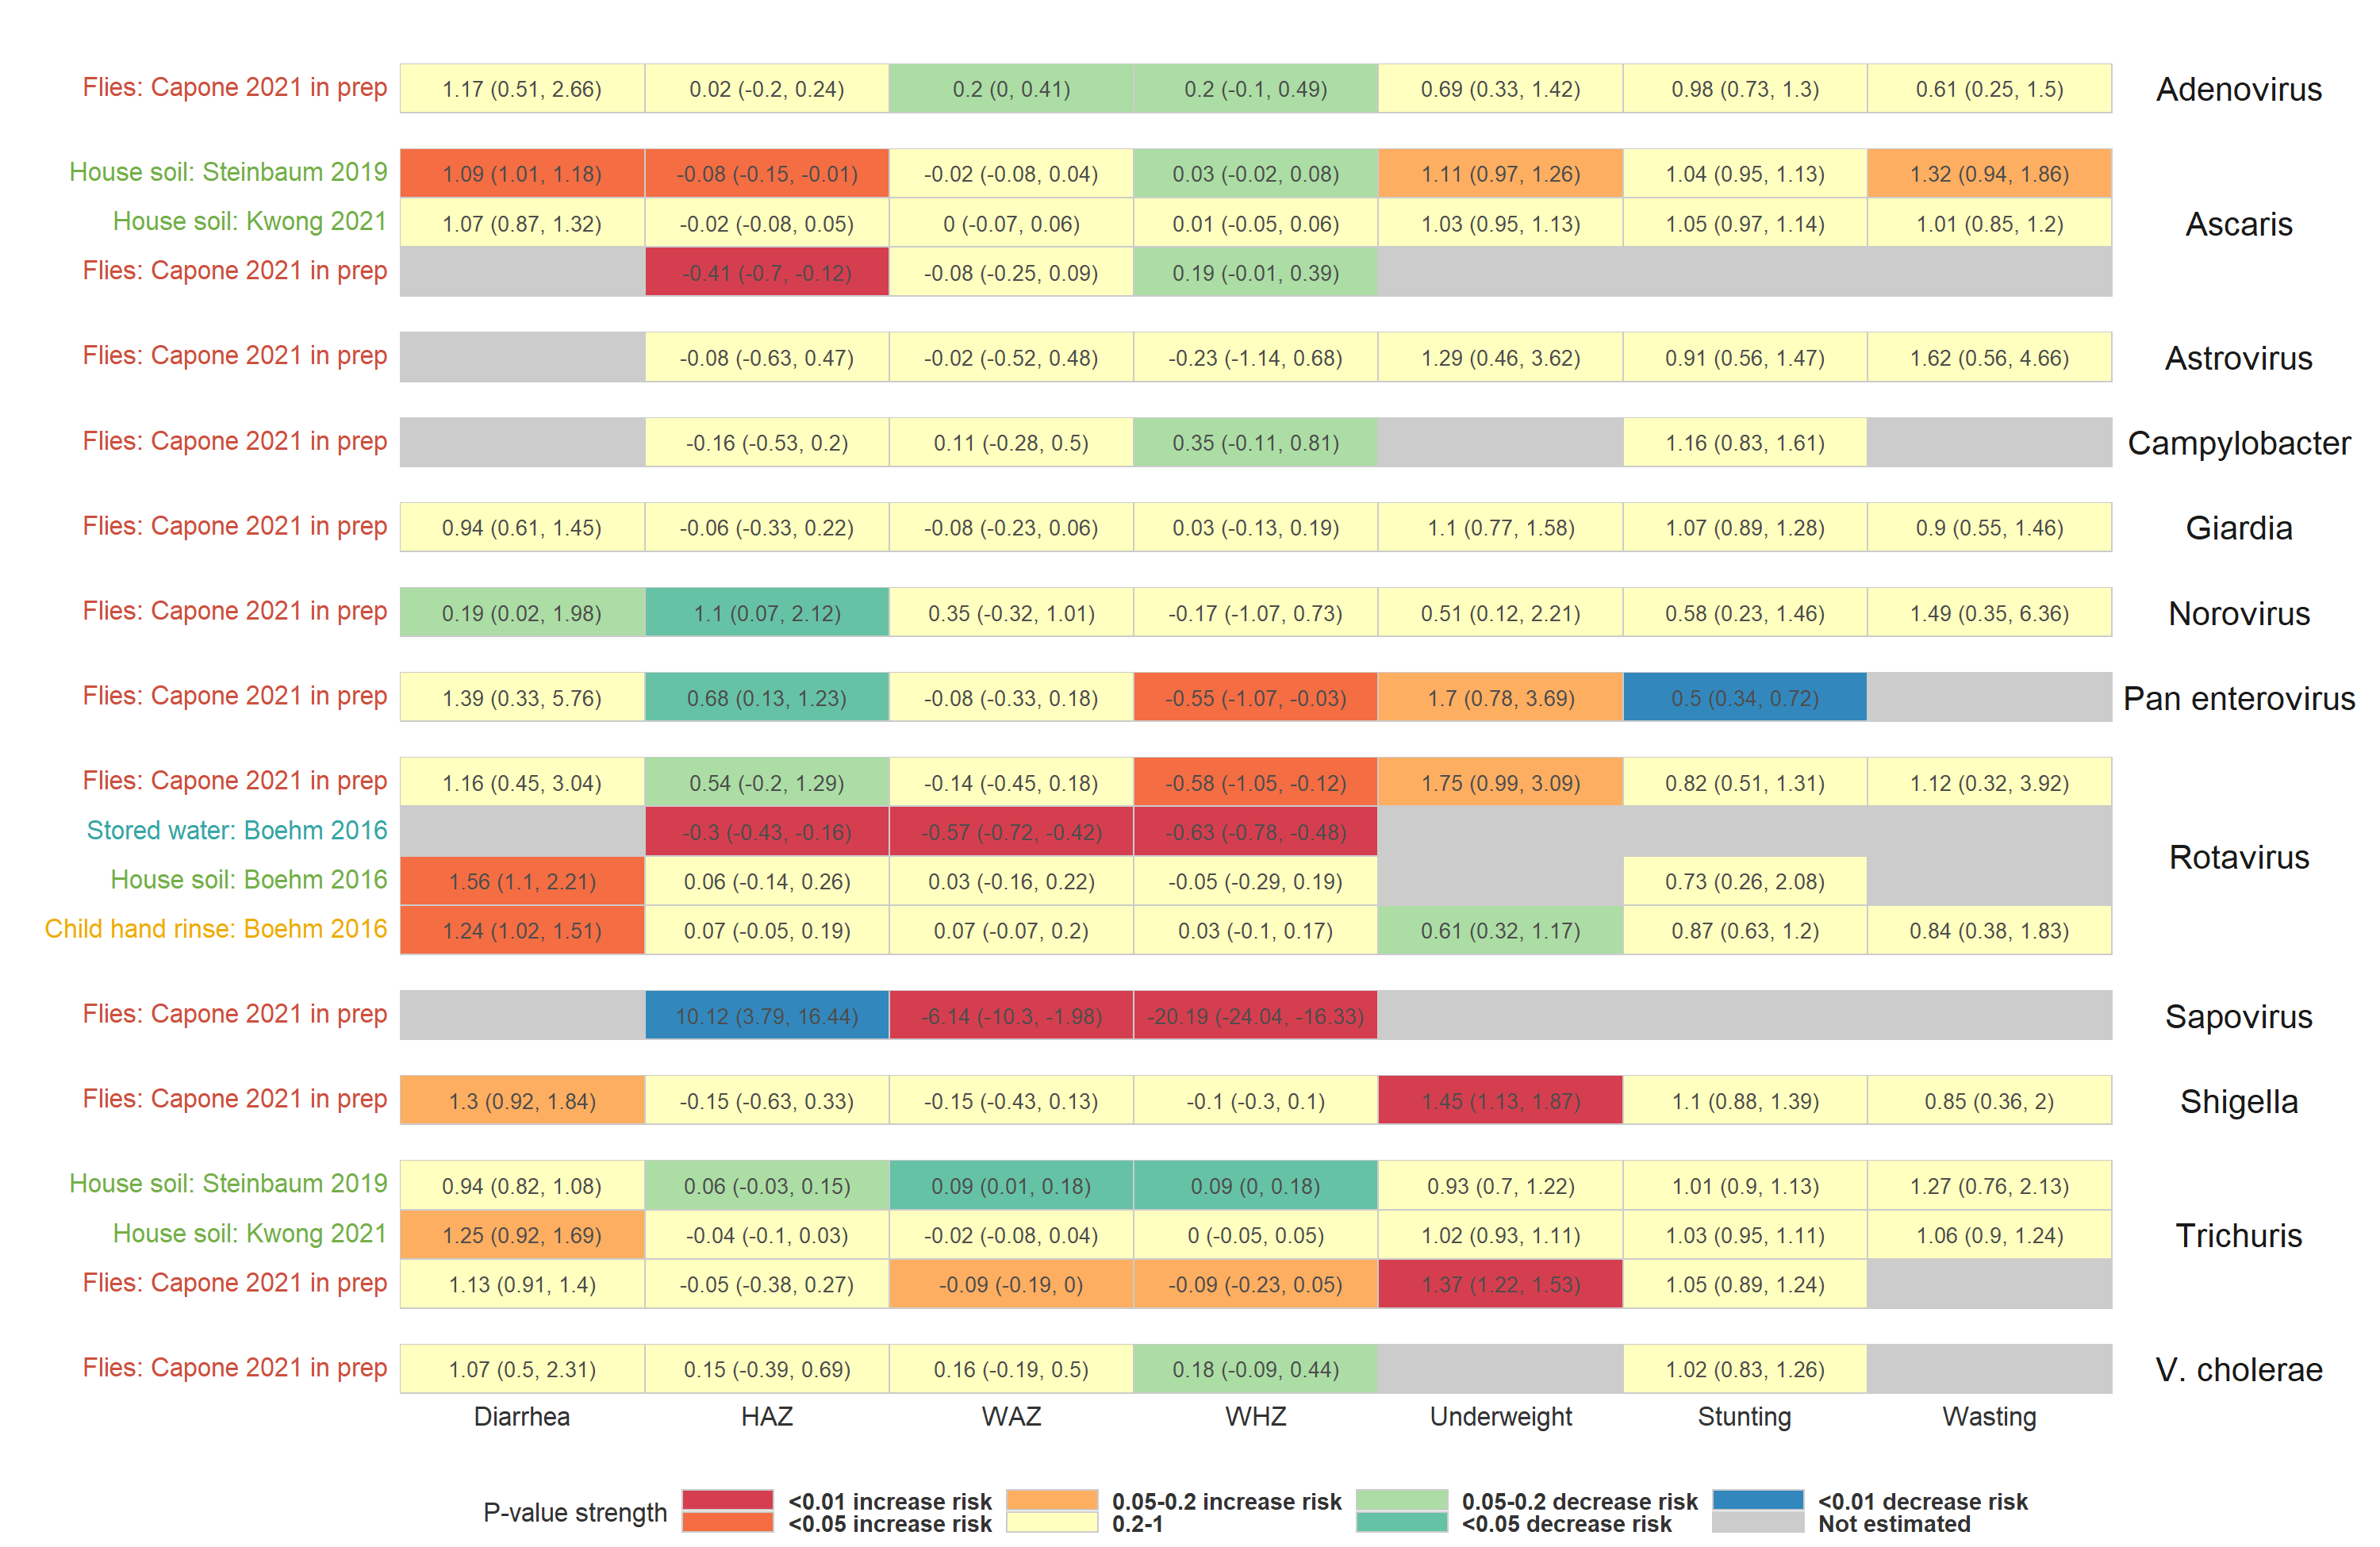 Flies: Capone 2021 in prep 1.17 (0.51, 2.66) 0.02 (-0.2, 0.24) 0.2 (0, 0.41) 0.2 (-0.1, 0.49) 0.69 (0.33, 1.42) 0.98 (0.73, 1.3) 0.61 (0.25, 1.5) Adenovirus
House soil: Steinbaum 2019 1.09 (1.01, 1.18) -0.08 (-0.15, -0.01) -0.02 (-0.08, 0.04) 0.03 (-0.02, 0.08) 1.11 (0.97, 1.26) 1.04 (0.95, 1.13) 1.32 (0.94, 1.86)
House soil: Kwong 2021 1.07 (0.87, 1.32) -0.02 (-0.08, 0.05) 0 (-0.07, 0.06) 0.01 (-0.05, 0.06) 1.03 (0.95, 1.13) 1.05 (0.97, 1.14) 1.01 (0.85, 1.2) Ascaris
Flies: Capone 2021 in prep -0.41 (-0.7, -0.12) -0.08 (-0.25, 0.09) 0.19 (-0.01, 0.39)
Flies: Capone 2021 in prep -0.08 (-0.63, 0.47) -0.02 (-0.52, 0.48) -0.23 (-1.14, 0.68) 1.29 (0.46, 3.62) 0.91 (0.56, 1.47) 1.62 (0.56, 4.66) Astrovirus
Flies: Capone 2021 in prep -0.16 (-0.53, 0.2) 0.11 (-0.28, 0.5) 0.35 (-0.11, 0.81) 1.16 (0.83, 1.61) Campylobacter
Flies: Capone 2021 in prep 0.94 (0.61, 1.45) -0.06 (-0.33, 0.22) -0.08 (-0.23, 0.06) 0.03 (-0.13, 0.19) 1.1 (0.77, 1.58) 1.07 (0.89, 1.28) 0.9 (0.55, 1.46) Giardia
Flies: Capone 2021 in prep 0.19 (0.02, 1.98) 1.1 (0.07, 2.12) 0.35 (-0.32, 1.01) -0.17 (-1.07, 0.73) 0.51 (0.12, 2.21) 0.58 (0.23, 1.46) 1.49 (0.35, 6.36) Norovirus
Flies: Capone 2021 in prep 1.39 (0.33, 5.76) 0.68 (0.13, 1.23) -0.08 (-0.33, 0.18) -0.55 (-1.07, -0.03) 1.7 (0.78, 3.69) 0.5 (0.34, 0.72) Pan enterovirus
Flies: Capone 2021 in prep 1.16 (0.45, 3.04) 0.54 (-0.2, 1.29) -0.14 (-0.45, 0.18) -0.58 (-1.05, -0.12) 1.75 (0.99, 3.09) 0.82 (0.51, 1.31) 1.12 (0.32, 3.92)
Stored water: Boehm 2016 -0.3 (-0.43, -0.16) -0.57 (-0.72, -0.42) -0.63 (-0.78, -0.48)
Rotavirus
House soil: Boehm 2016 1.56 (1.1, 2.21) 0.06 (-0.14, 0.26) 0.03 (-0.16, 0.22) -0.05 (-0.29, 0.19) 0.73 (0.26, 2.08)
Child hand rinse: Boehm 2016 1.24 (1.02, 1.51) 0.07 (-0.05, 0.19) 0.07 (-0.07, 0.2) 0.03 (-0.1, 0.17) 0.61 (0.32, 1.17) 0.87 (0.63, 1.2) 0.84 (0.38, 1.83)
Flies: Capone 2021 in prep 10.12 (3.79, 16.44) -6.14 (-10.3, -1.98) -20.19 (-24.04, -16.33) Sapovirus
Flies: Capone 2021 in prep 1.3 (0.92, 1.84) -0.15 (-0.63, 0.33) -0.15 (-0.43, 0.13) -0.1 (-0.3, 0.1) 1.45 (1.13, 1.87) 1.1 (0.88, 1.39) 0.85 (0.36, 2) Shigella
House soil: Steinbaum 2019 0.94 (0.82, 1.08) 0.06 (-0.03, 0.15) 0.09 (0.01, 0.18) 0.09 (0, 0.18) 0.93 (0.7, 1.22) 1.01 (0.9, 1.13) 1.27 (0.76, 2.13)
House soil: Kwong 2021 1.25 (0.92, 1.69) -0.04 (-0.1, 0.03) -0.02 (-0.08, 0.04) 0 (-0.05, 0.05) 1.02 (0.93, 1.11) 1.03 (0.95, 1.11) 1.06 (0.9, 1.24) Trichuris
Flies: Capone 2021 in prep 1.13 (0.91, 1.4) -0.05 (-0.38, 0.27) -0.09 (-0.19, 0) -0.09 (-0.23, 0.05) 1.37 (1.22, 1.53) 1.05 (0.89, 1.24)
Flies: Capone 2021 in prep 1.07 (0.5, 2.31) 0.15 (-0.39, 0.69) 0.16 (-0.19, 0.5) 0.18 (-0.09, 0.44) 1.02 (0.83, 1.26) V. cholerae
Diarrhea HAZ WAZ WHZ Underweight Stunting Wasting
P-value strength
<0.01 increase risk 0.05-0.2 increase risk 0.05-0.2 decrease risk <0.01 decrease risk
<0.05 increase risk 0.2-1 <0.05 decrease risk Not estimated